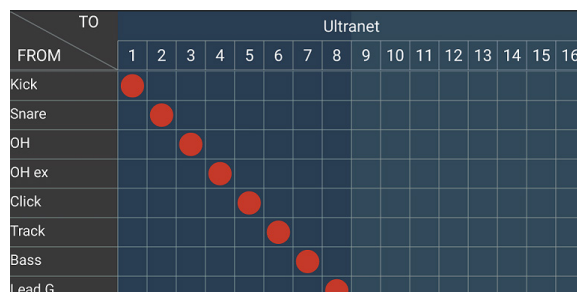 TO
Ultranet
FROM
1 2 3 4 5 6 7 8 9 10 11 12 13 14 15 16
Kick
Snare
OH
OH ex
Click
Track
Bass
Lead G